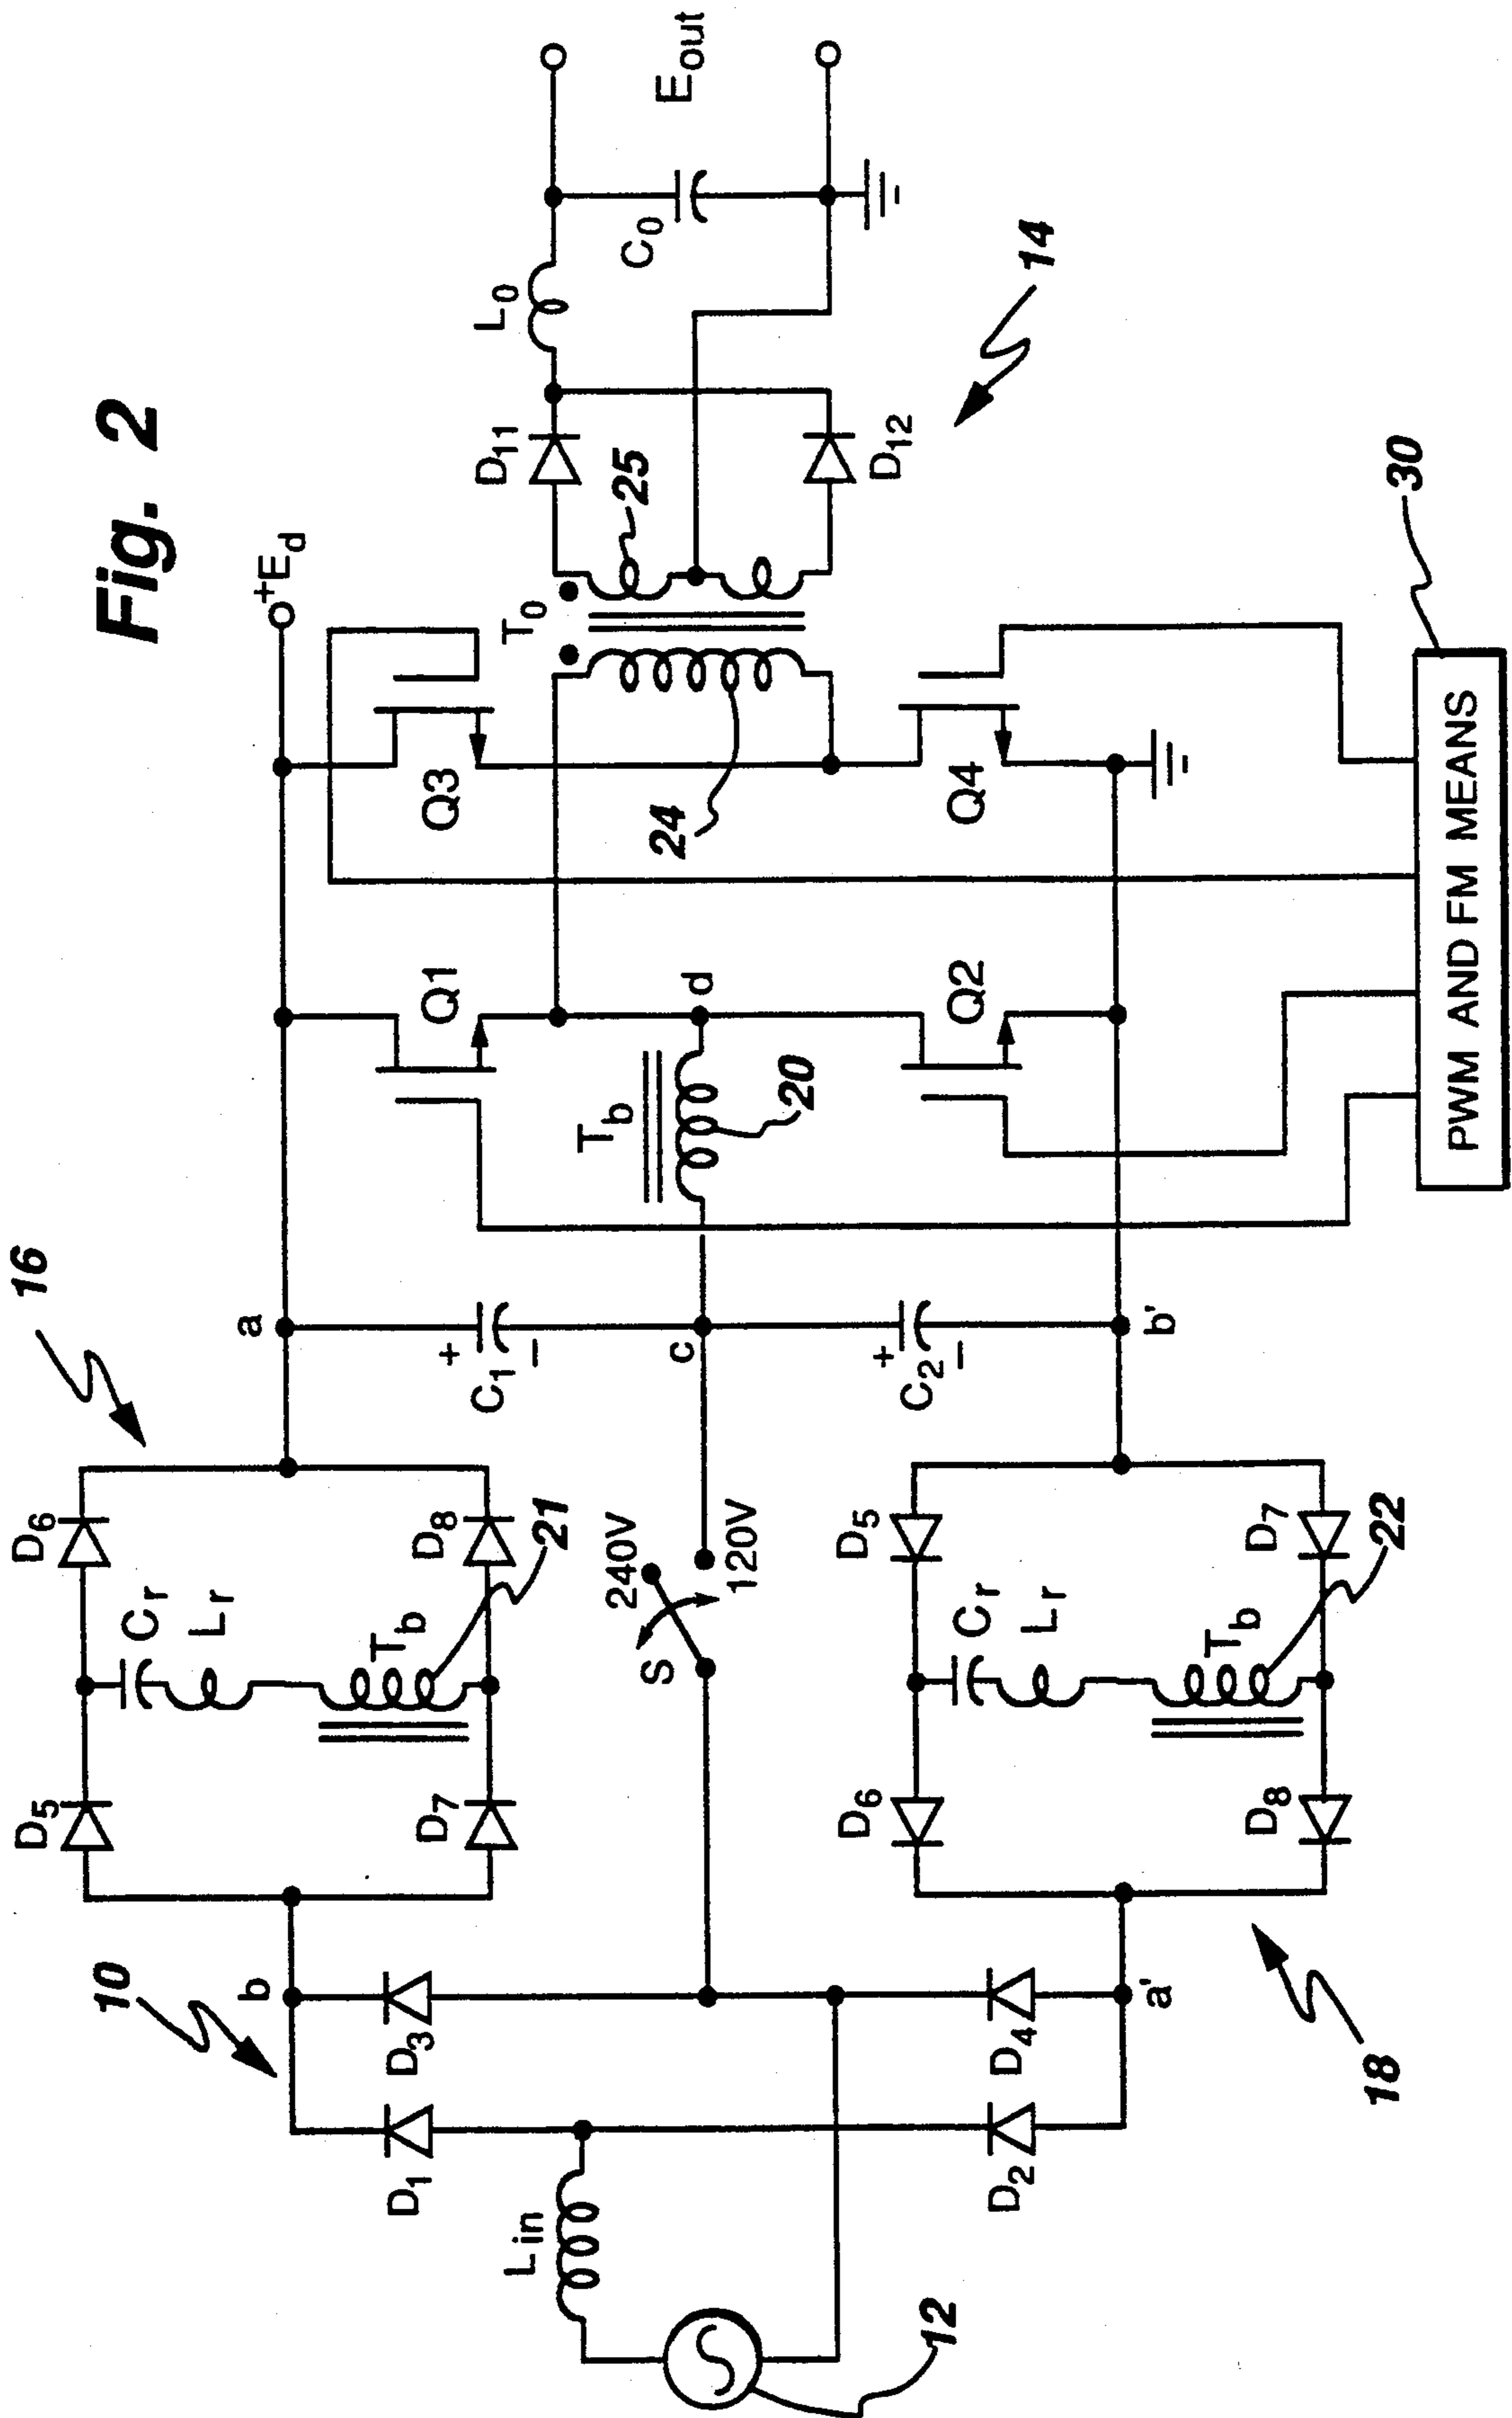 Fig. 2
16
10
D5
D6
Cr
Lr
Tb
D7
D8
21
b
a
+Ed
D1
D3
Lin
12
S
240V
120V
C1
+
−
c
C2
+
−
Tb
20
d
Q1
Q2
Q3
Q4
24
T0
25
D11
D12
L0
C0
Eout
14
D2
D4
a'
b'
D6
D5
Cr
Lr
Tb
D8
D7
22
18
30
PWM AND FM MEANS